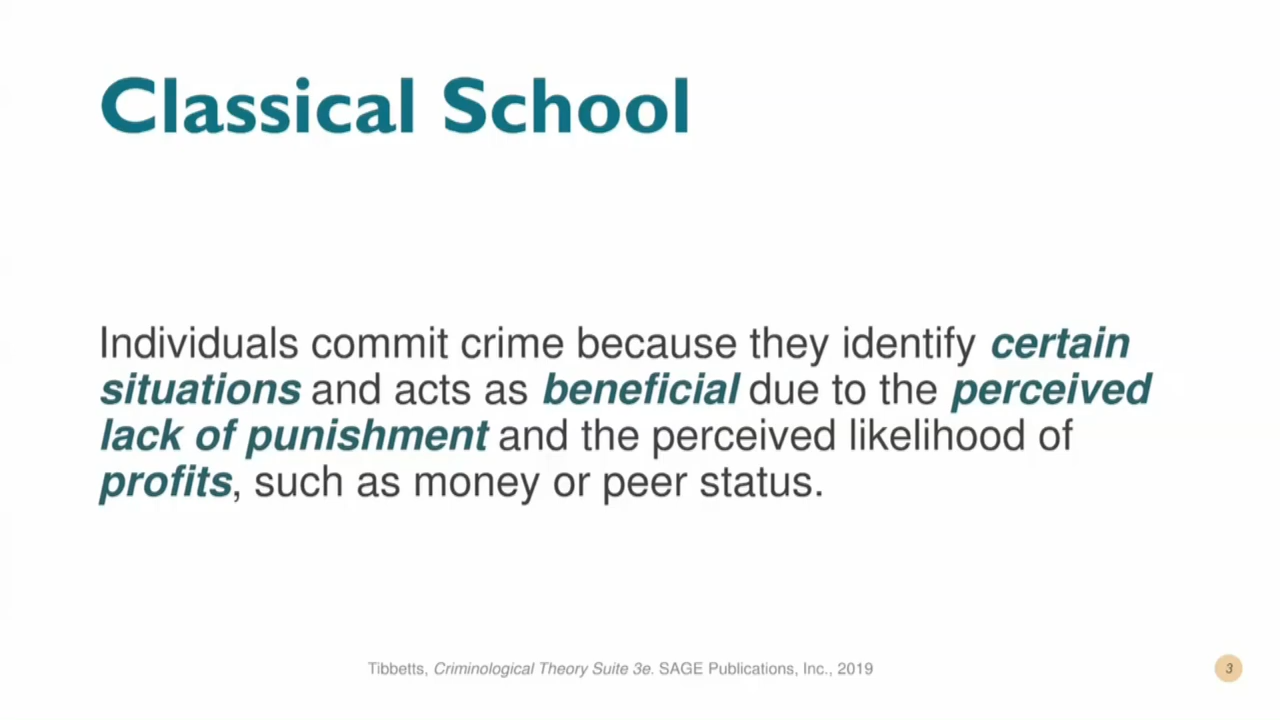 Classical School
Individuals commit crime because they identify certain
situations and acts as beneficial due to the perceived
lack of punishment and the perceived likelihood of
profits, such as money or peer status.
Tibbetts, Criminological Theory Suite 3e. SAGE Publications, Inc., 2019
3